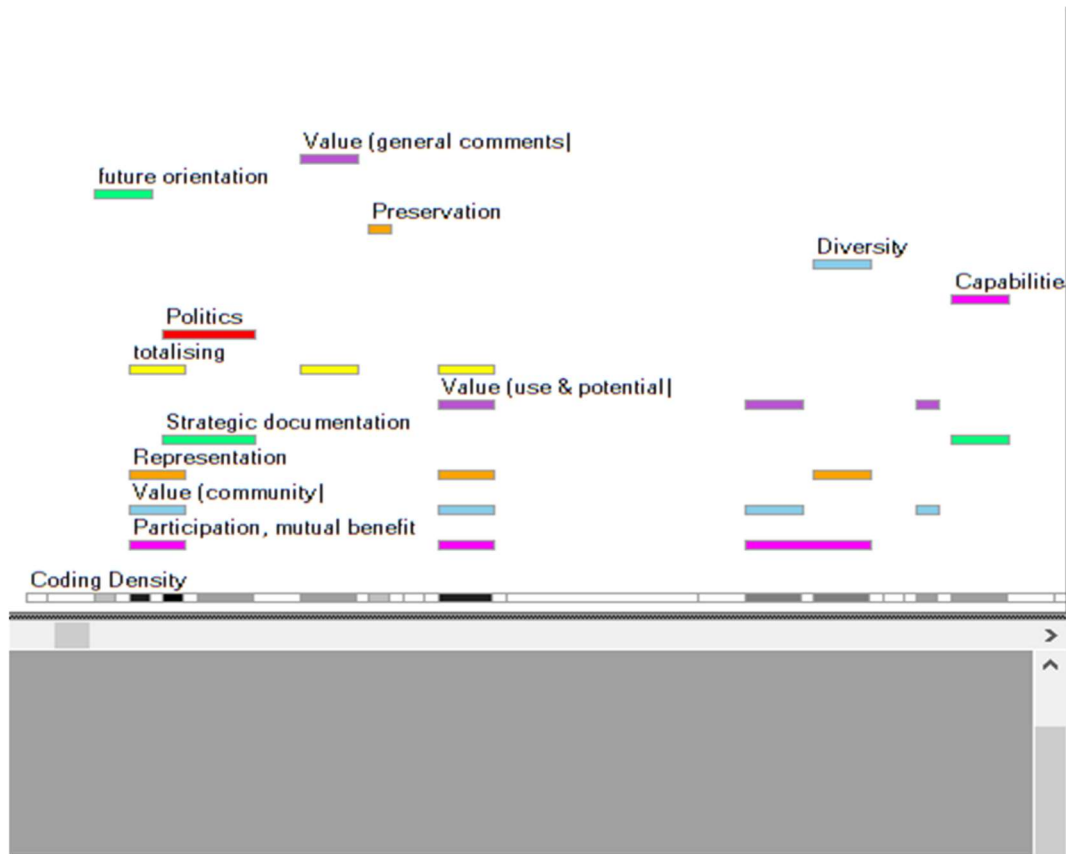 Value (general comments|
future orientation
Preservation
Diversity
Capabilitie
Politics
totalising
Value (use & potential|
Strategic documentation
Representation
Value (community|
Participation, mutual benefit
Coding Density